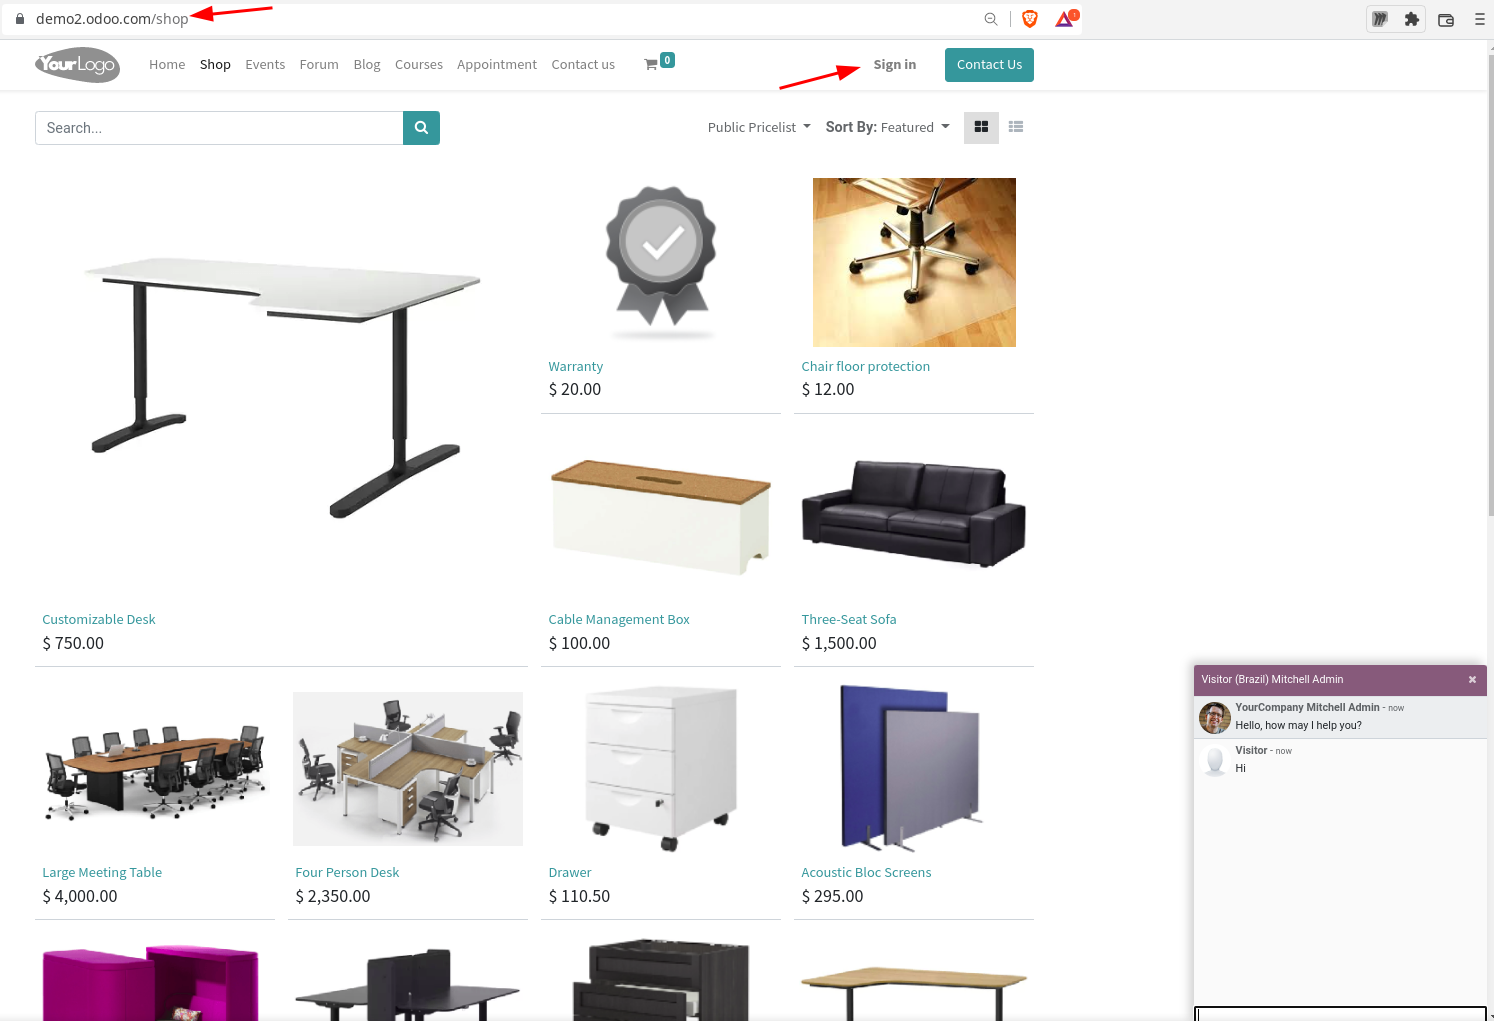 demo2.odoo.com/shop
YourLogo
Home Shop Events Forum Blog Courses Appointment Contact us 0 Sign in Contact Us
Search...
Public Pricelist Sort By: Featured
Warranty
$ 20.00
Chair floor protection
$ 12.00
Customizable Desk
$ 750.00
Cable Management Box
$ 100.00
Three-Seat Sofa
$ 1,500.00
Large Meeting Table
$ 4,000.00
Four Person Desk
$ 2,350.00
Drawer
$ 110.50
Acoustic Bloc Screens
$ 295.00
Visitor (Brazil) Mitchell Admin
YourCompany Mitchell Admin - now
Hello, how may I help you?
Visitor - now
Hi